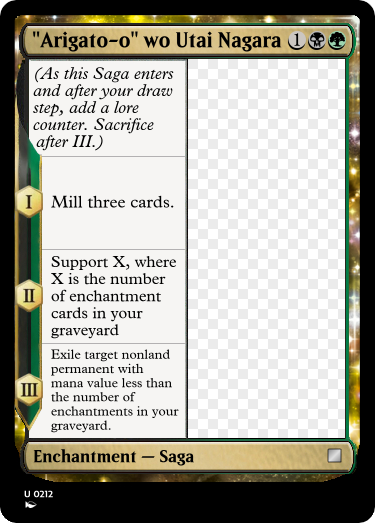 "Arigato-o" wo Utai Nagara 1
(As this Saga enters
and after your draw
step, add a lore
counter. Sacrifice
after III.)
I
Mill three cards.
II
Support X, where
X is the number
of enchantment
cards in your
graveyard
III
Exile target nonland
permanent with
mana value less than
the number of
enchantments in your
graveyard.
Enchantment — Saga
U 0212